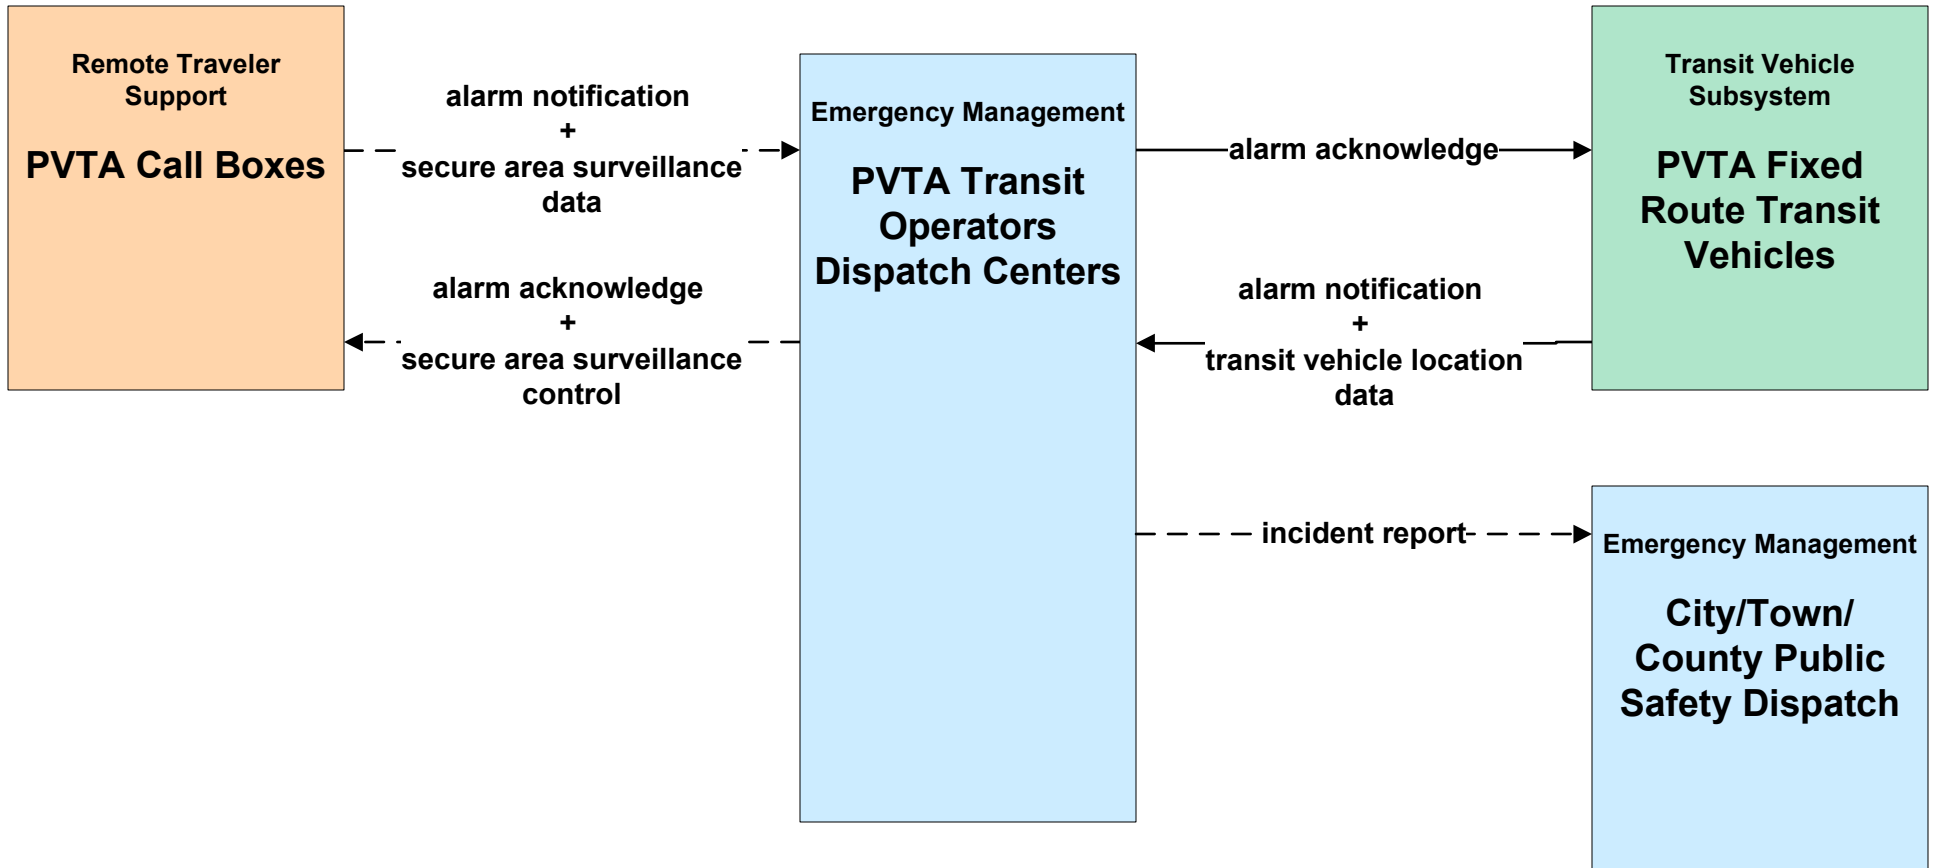 Remote Traveler
Support
PVTA Call Boxes
alarm notification
+
secure area surveillance
data
alarm acknowledge
+
secure area surveillance
control
Emergency Management
PVTA Transit
Operators
Dispatch Centers
alarm acknowledge
alarm notification
+
transit vehicle location
data
incident report
Transit Vehicle
Subsystem
PVTA Fixed
Route Transit
Vehicles
Emergency Management
City/Town/
County Public
Safety Dispatch